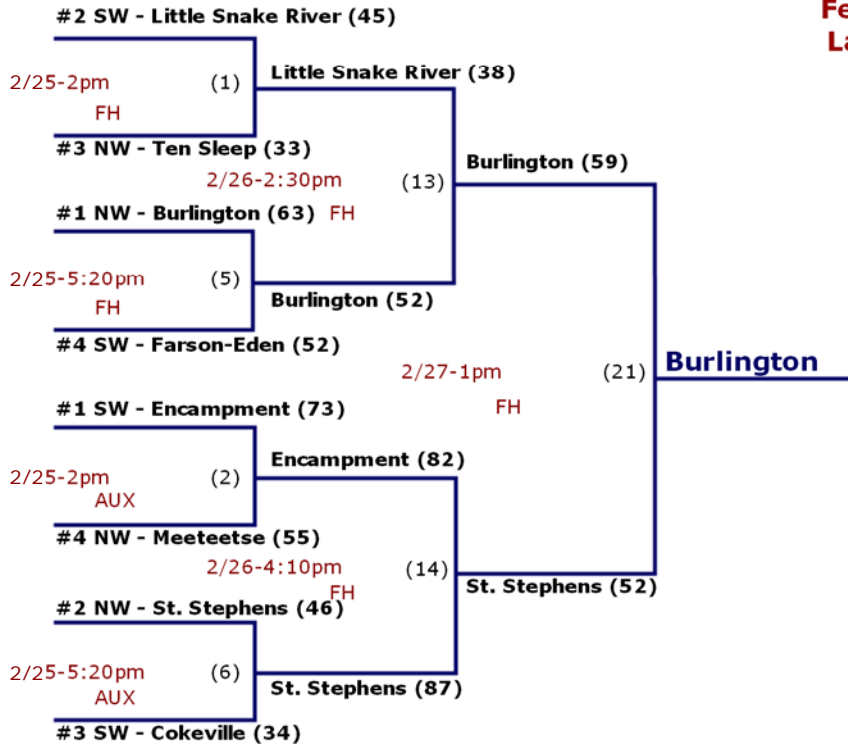 #2 SW - Little Snake River (45)
Fe
La
Little Snake River (38)
2/25-2pm
(1)
FH
#3 NW - Ten Sleep (33)
Burlington (59)
2/26-2:30pm
(13)
#1 NW - Burlington (63)
FH
2/25-5:20pm
(5)
FH
Burlington (52)
#4 SW - Farson-Eden (52)
2/27-1pm
(21)
Burlington
FH
#1 SW - Encampment (73)
Encampment (82)
2/25-2pm
(2)
AUX
#4 NW - Meeteetse (55)
2/26-4:10pm
(14)
FH
St. Stephens (52)
#2 NW - St. Stephens (46)
2/25-5:20pm
(6)
AUX
St. Stephens (87)
#3 SW - Cokeville (34)